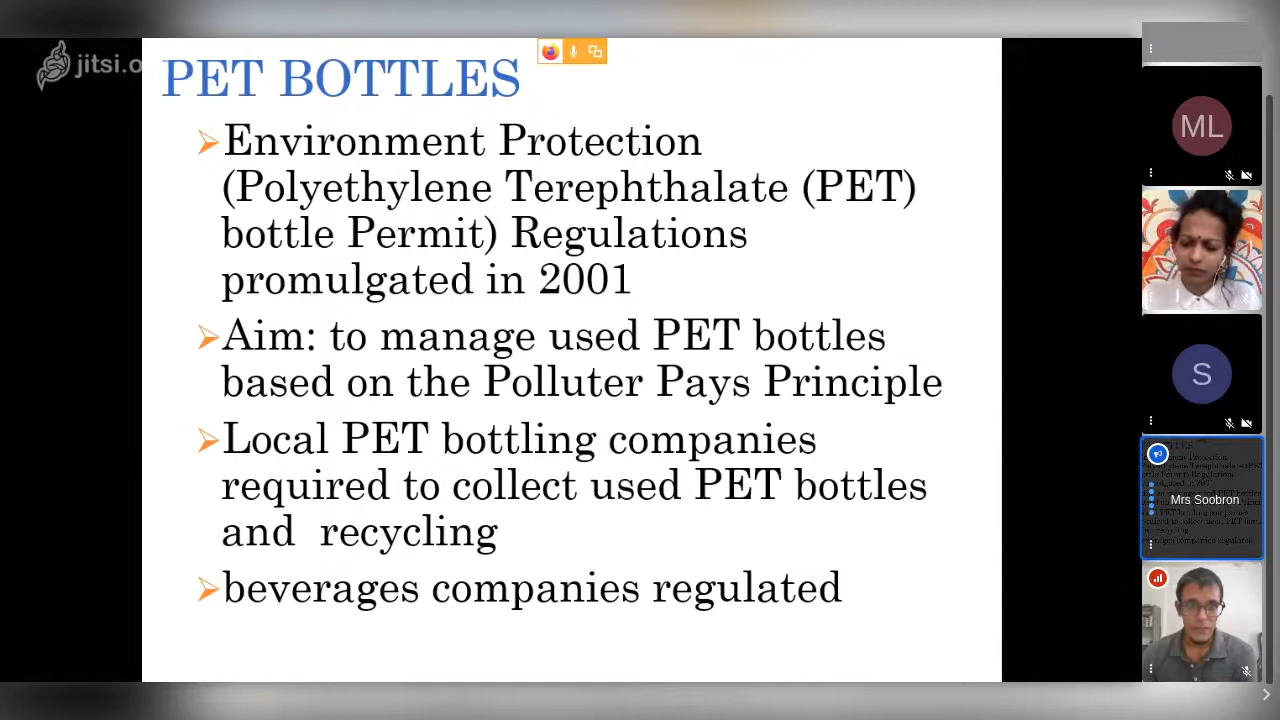 jitsi.o
PET BOTTLES
Environment Protection
(Polyethylene Terephthalate (PET)
bottle Permit) Regulations
promulgated in 2001
Aim: to manage used PET bottles
based on the Polluter Pays Principle
Local PET bottling companies
required to collect used PET bottles
and  recycling
beverages companies regulated
ML
S
Mrs Soobron